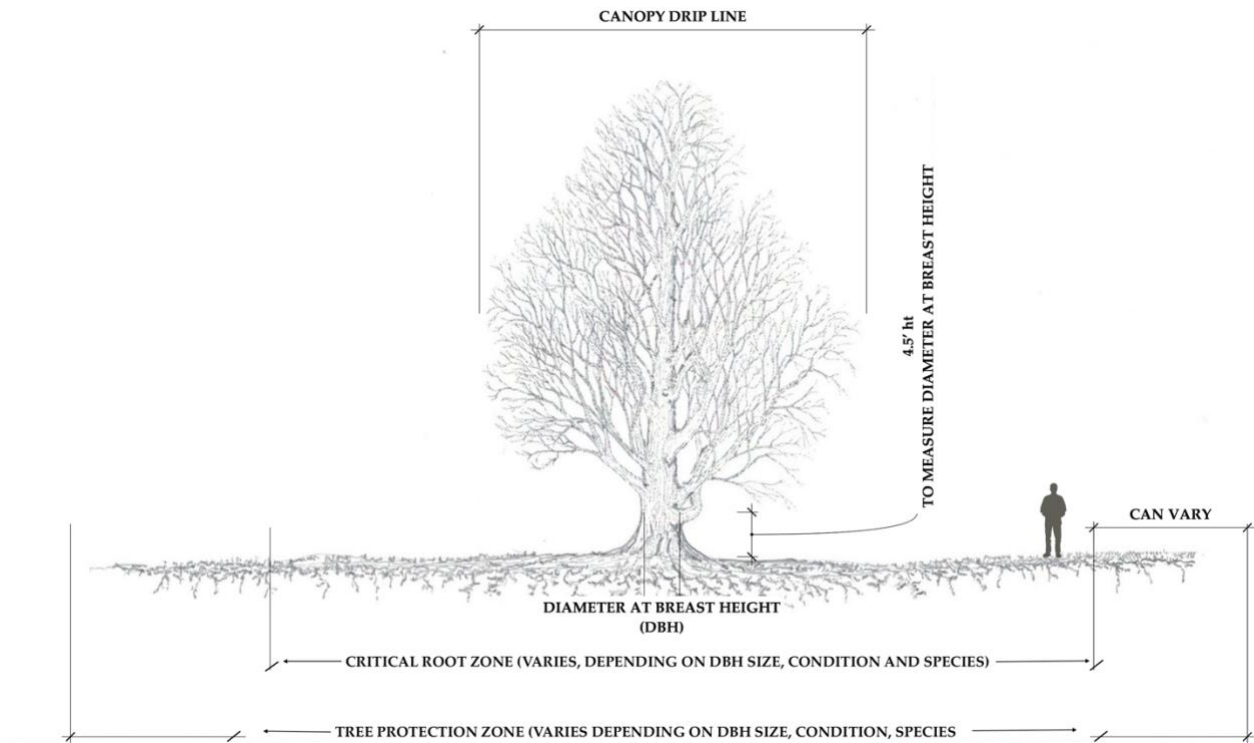 CANOPY DRIP LINE
4.5' ht
TO MEASURE DIAMETER AT BREAST HEIGHT
CAN VARY
DIAMETER AT BREAST HEIGHT
(DBH)
CRITICAL ROOT ZONE (VARIES, DEPENDING ON DBH SIZE, CONDITION AND SPECIES)
TREE PROTECTION ZONE (VARIES DEPENDING ON DBH SIZE, CONDITION, SPECIES